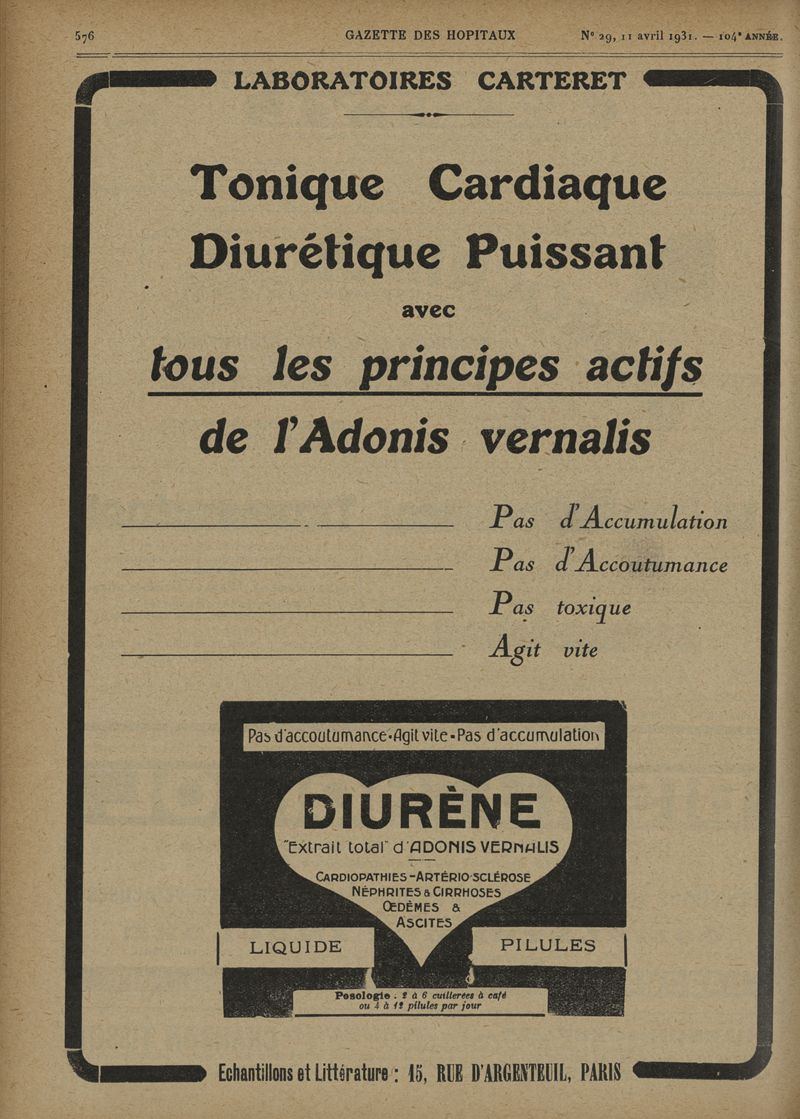 576 GAZETTE DES HOPITAUX N° 29, 11 avril 1931. — 104ᵉ ANNÉE.
LABORATOIRES CARTERET
Tonique Cardiaque
Diurétique Puissant
avec
tous les principes actifs
de l'Adonis vernalis
Pas d'Accumulation
Pas d'Accoutumance
Pas toxique
Agit vite
Pas d'accoutumance-Agit vite-Pas d'accumulation
DIURÈNE
"Extrait total" d'ADONIS VERNALIS
CARDIOPATHIES-ARTÉRIO-SCLÉROSE
NÉPHRITES & CIRRHOSES
ŒDÈMES &
ASCITES
LIQUIDE PILULES
Posologie : 2 à 6 cuillerées à café
ou 4 à 12 pilules par jour
Echantillons et Littérature : 15, RUE D'ARGENTEUIL, PARIS